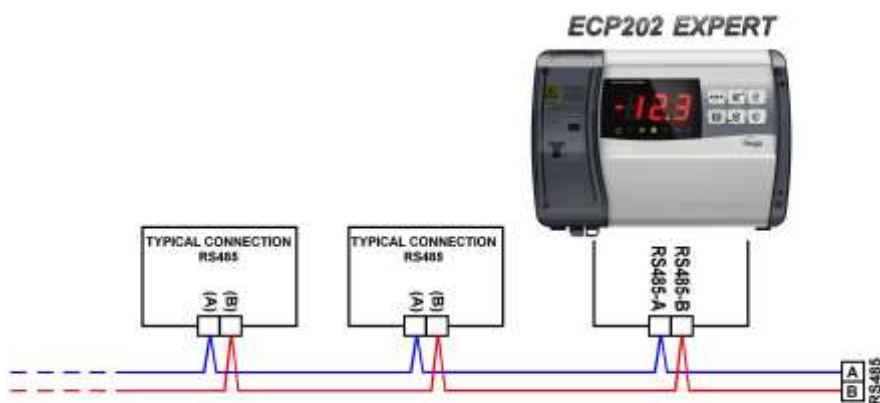 ECP202 EXPERT
-12.3
TYPICAL CONNECTION
RS485
(A)
(B)
TYPICAL CONNECTION
RS485
(A)
(B)
RS485-A
RS485-B
A
B
RS485